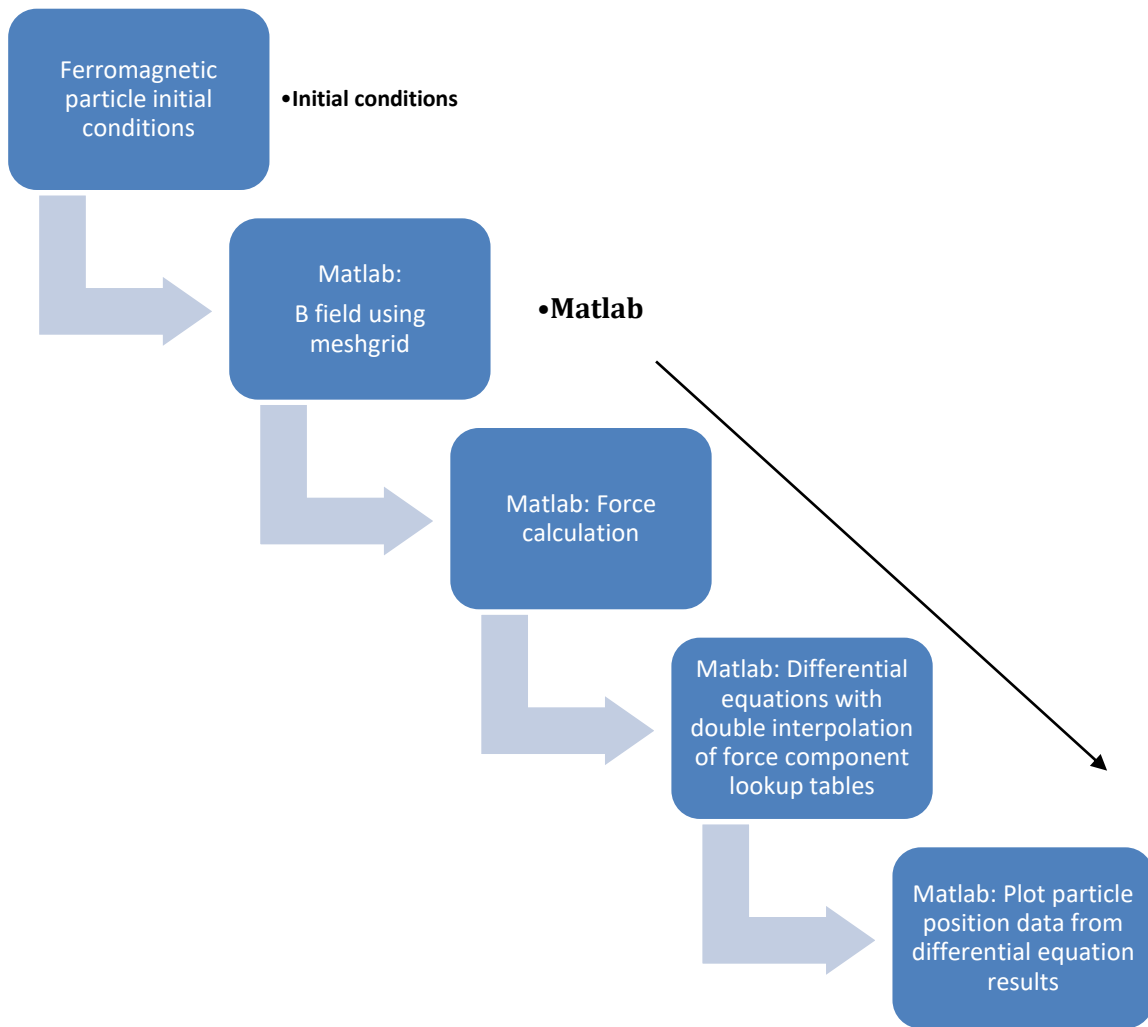 Ferromagnetic
particle initial
conditions
•Initial conditions
Matlab:
B field using
meshgrid
•Matlab
Matlab: Force
calculation
Matlab: Differential
equations with
double interpolation
of force component
lookup tables
Matlab: Plot particle
position data from
differential equation
results